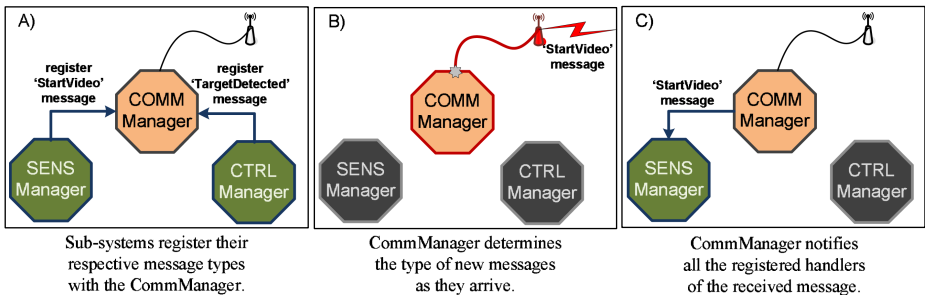 A)
register
'StartVideo'
message
register
'TargetDetected'
message
COMM
Manager
SENS
Manager
CTRL
Manager
Sub-systems register their
respective message types
with the CommManager.
B)
'StartVideo'
message
COMM
Manager
SENS
Manager
CTRL
Manager
CommManager determines
the type of new messages
as they arrive.
C)
'StartVideo'
message
COMM
Manager
SENS
Manager
CTRL
Manager
CommManager notifies
all the registered handlers
of the received message.